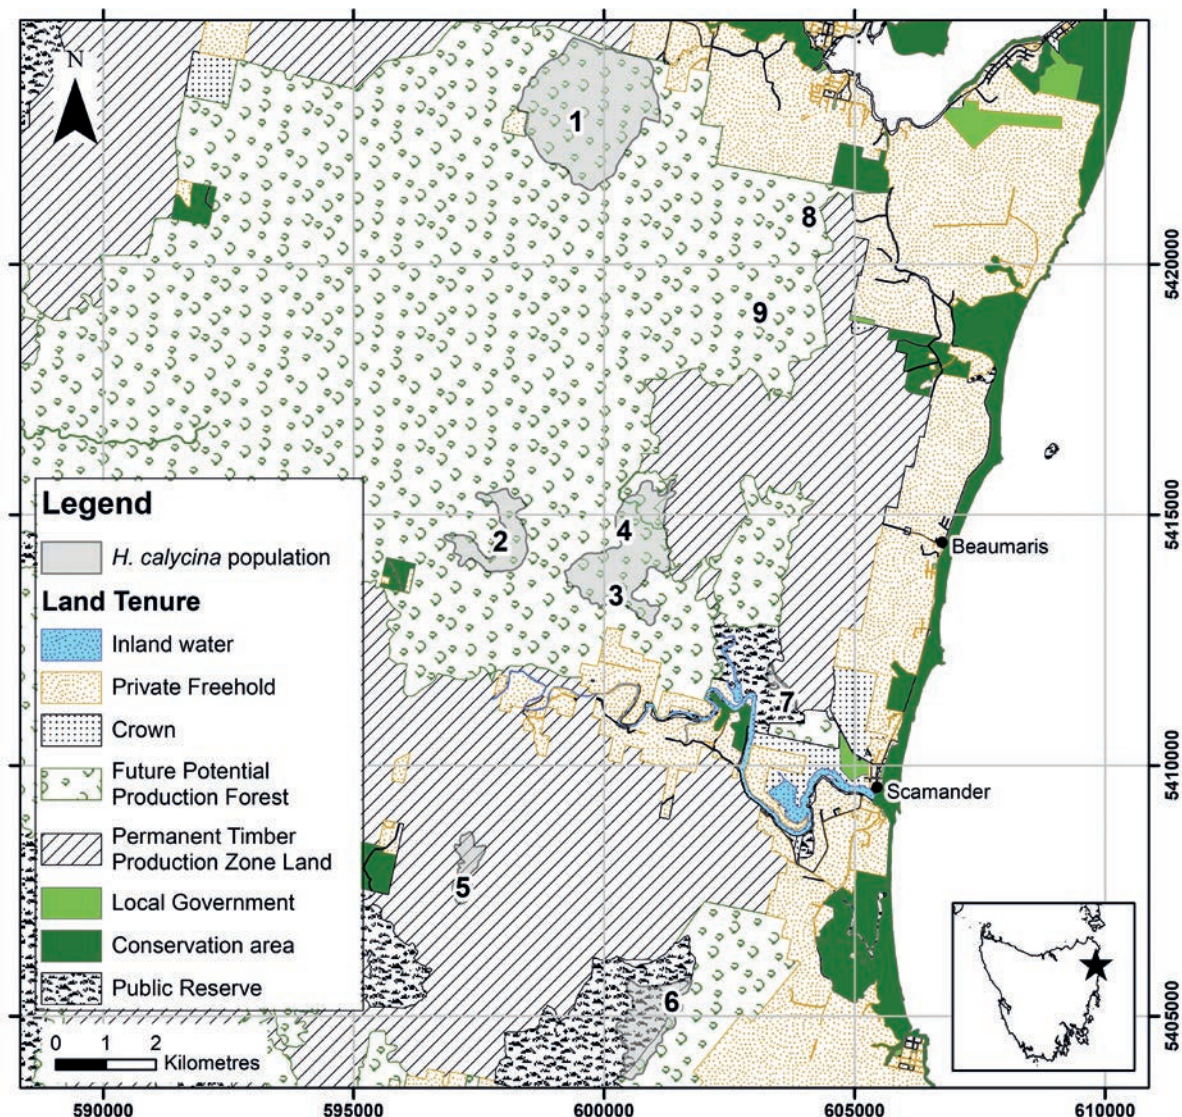 N
1
8
5420000
9
Legend
H. calycina population
Land Tenure
Inland water
Private Freehold
Crown
Future Potential
Production Forest
Permanent Timber
Production Zone Land
Local Government
Conservation area
Public Reserve
0 1 2
Kilometres
5415000
4
2
Beaumaris
3
7
5410000
Scamander
5
6
5405000
590000 595000 600000 605000 610000